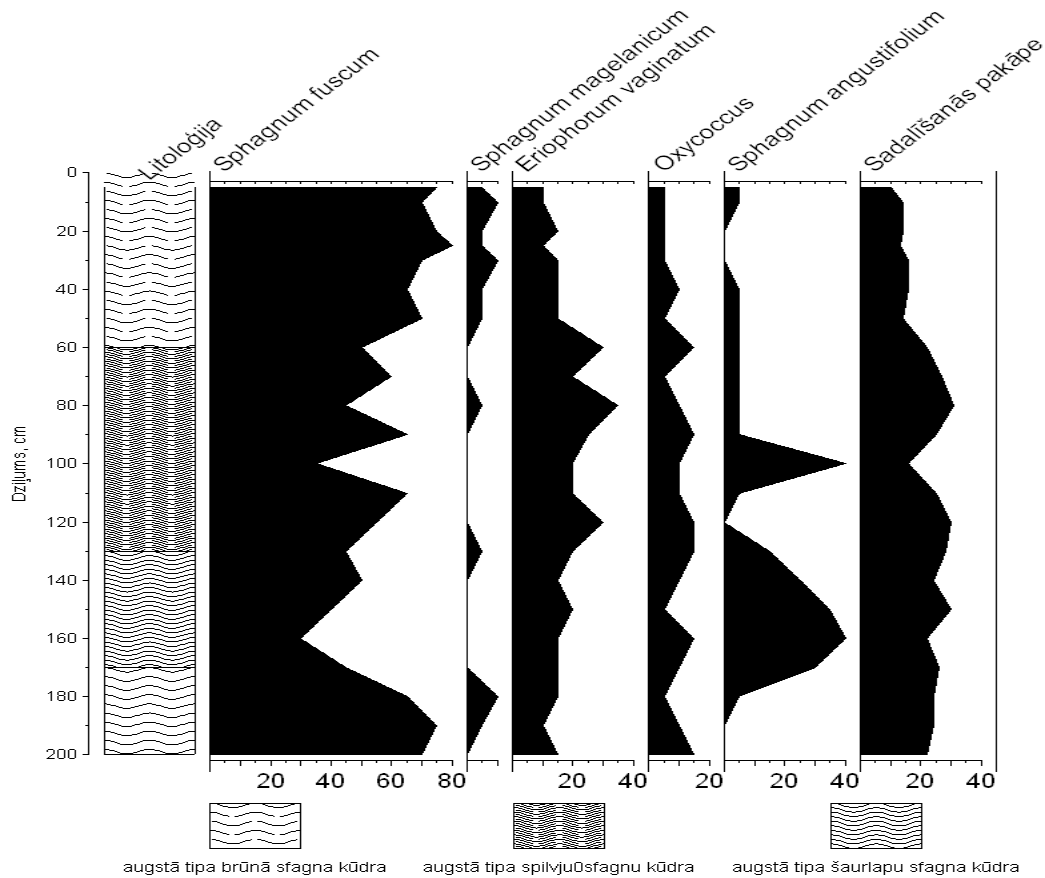 Litoloģija
Sphagnum fuscum
Sphagnum magelanicum
Eriophorum vaginatum
Oxycoccus
Sphagnum angustifolium
Sadalīšanās pakāpe
0
20
40
60
80
100
120
140
160
180
200
Dziļums, cm
20 40 60 80 20 40 20 20 40 20 40
augstā tipa brūnā sfagna kūdra
augstā tipa spilvjuūsfagnu kūdra
augstā tipa šaurlapu sfagna kūdra